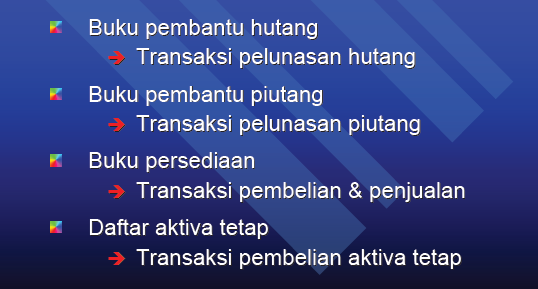 Buku pembantu hutang
➔ Transaksi pelunasan hutang
Buku pembantu piutang
➔ Transaksi pelunasan piutang
Buku persediaan
➔ Transaksi pembelian & penjualan
Daftar aktiva tetap
➔ Transaksi pembelian aktiva tetap